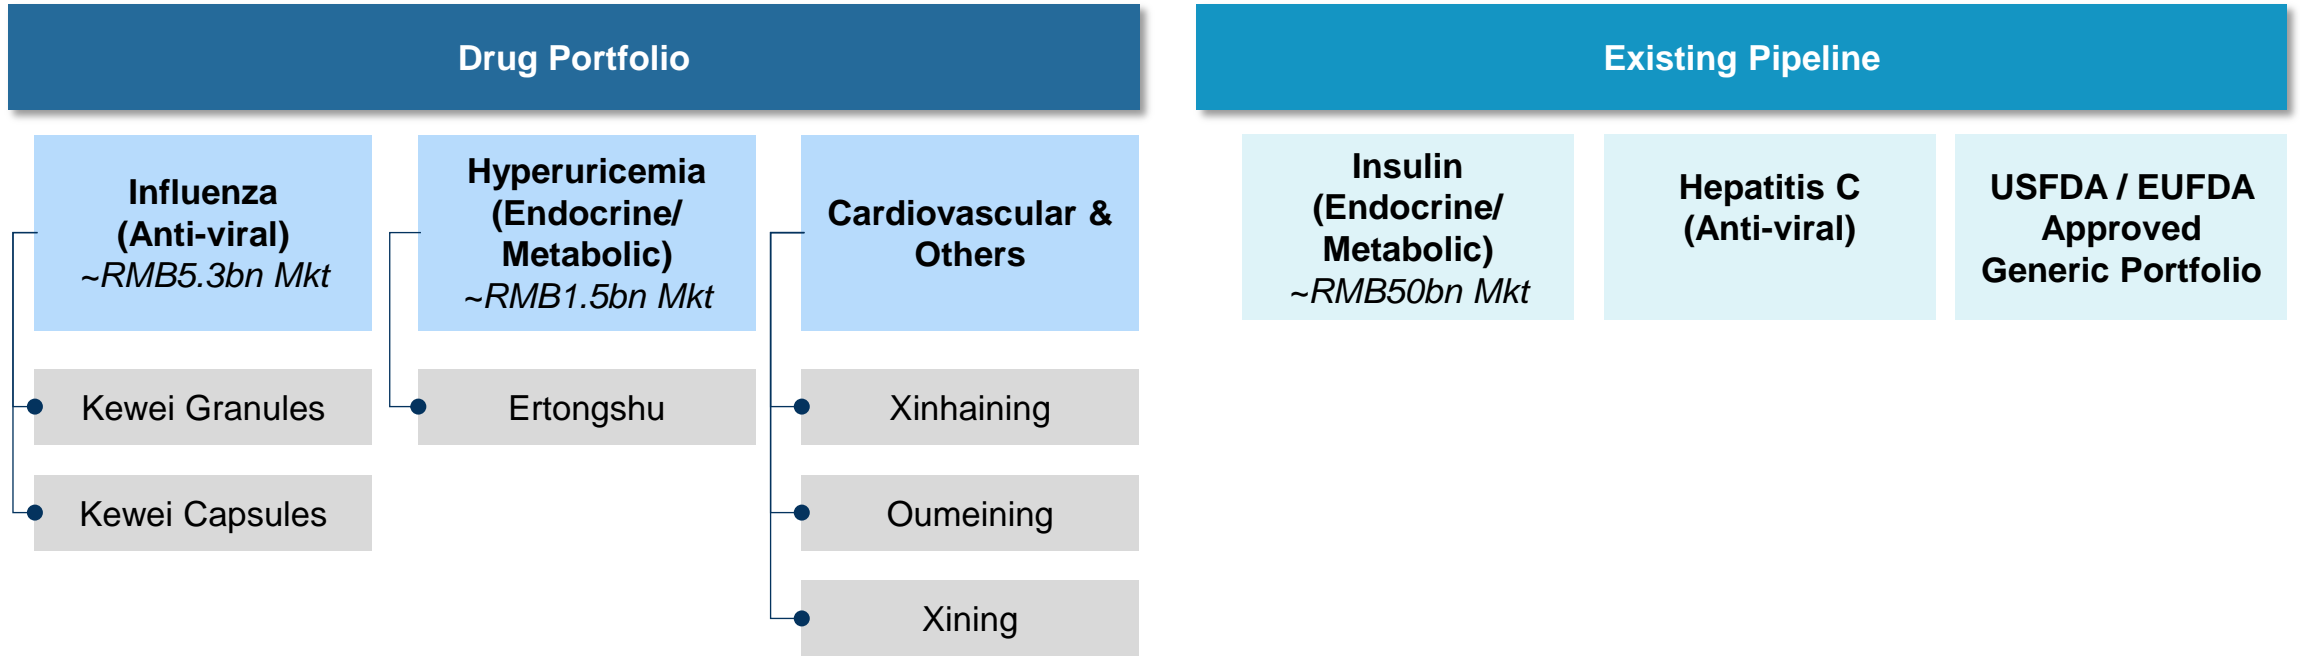 Drug Portfolio
Existing Pipeline
Influenza
(Anti-viral)
~RMB5.3bn Mkt
Hyperuricemia
(Endocrine/
Metabolic)
~RMB1.5bn Mkt
Cardiovascular &
Others
Insulin
(Endocrine/
Metabolic)
~RMB50bn Mkt
Hepatitis C
(Anti-viral)
USFDA / EUFDA
Approved
Generic Portfolio
Kewei Granules
Ertongshu
Xinhaining
Kewei Capsules
Oumeining
Xining